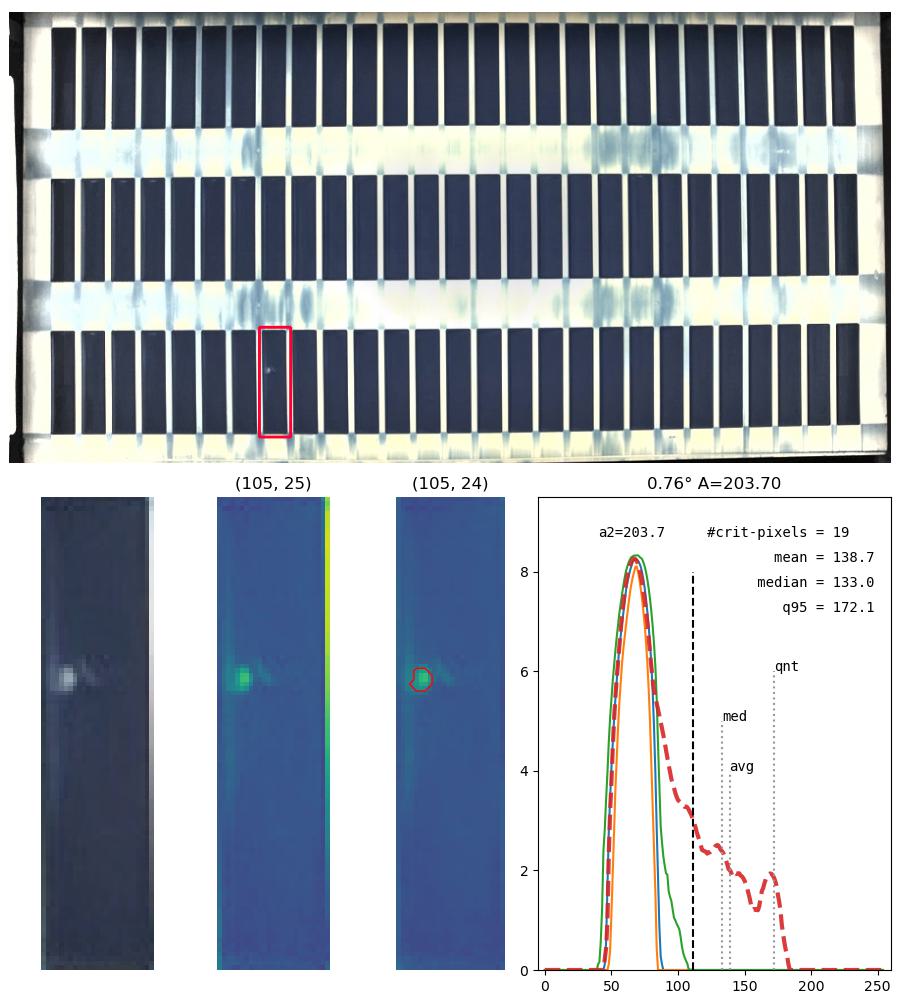 (105, 25)
(105, 24)
0.76° A=203.70
a2=203.7
#crit-pixels = 19
mean = 138.7
median = 133.0
q95 = 172.1
qnt
med
avg
8
6
4
2
0
0 50 100 150 200 250